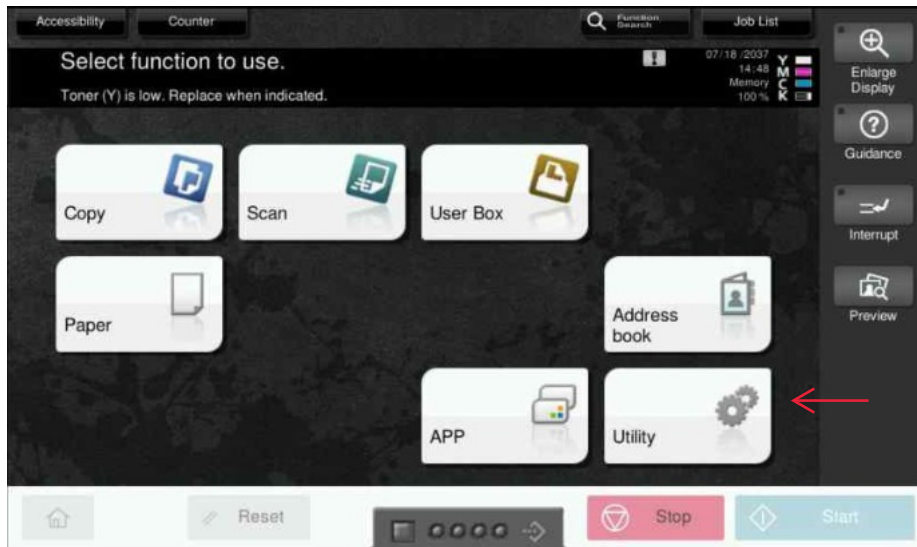 Accessibility
Counter
Function Search
Job List
Select function to use.
Toner (Y) is low. Replace when indicated.
07/18 /2037
14:48
Memory
100 %
Y
M
C
K
Enlarge
Display
Guidance
Copy
Scan
User Box
Interrupt
Paper
Address
book
Preview
APP
Utility
Reset
Stop
Start